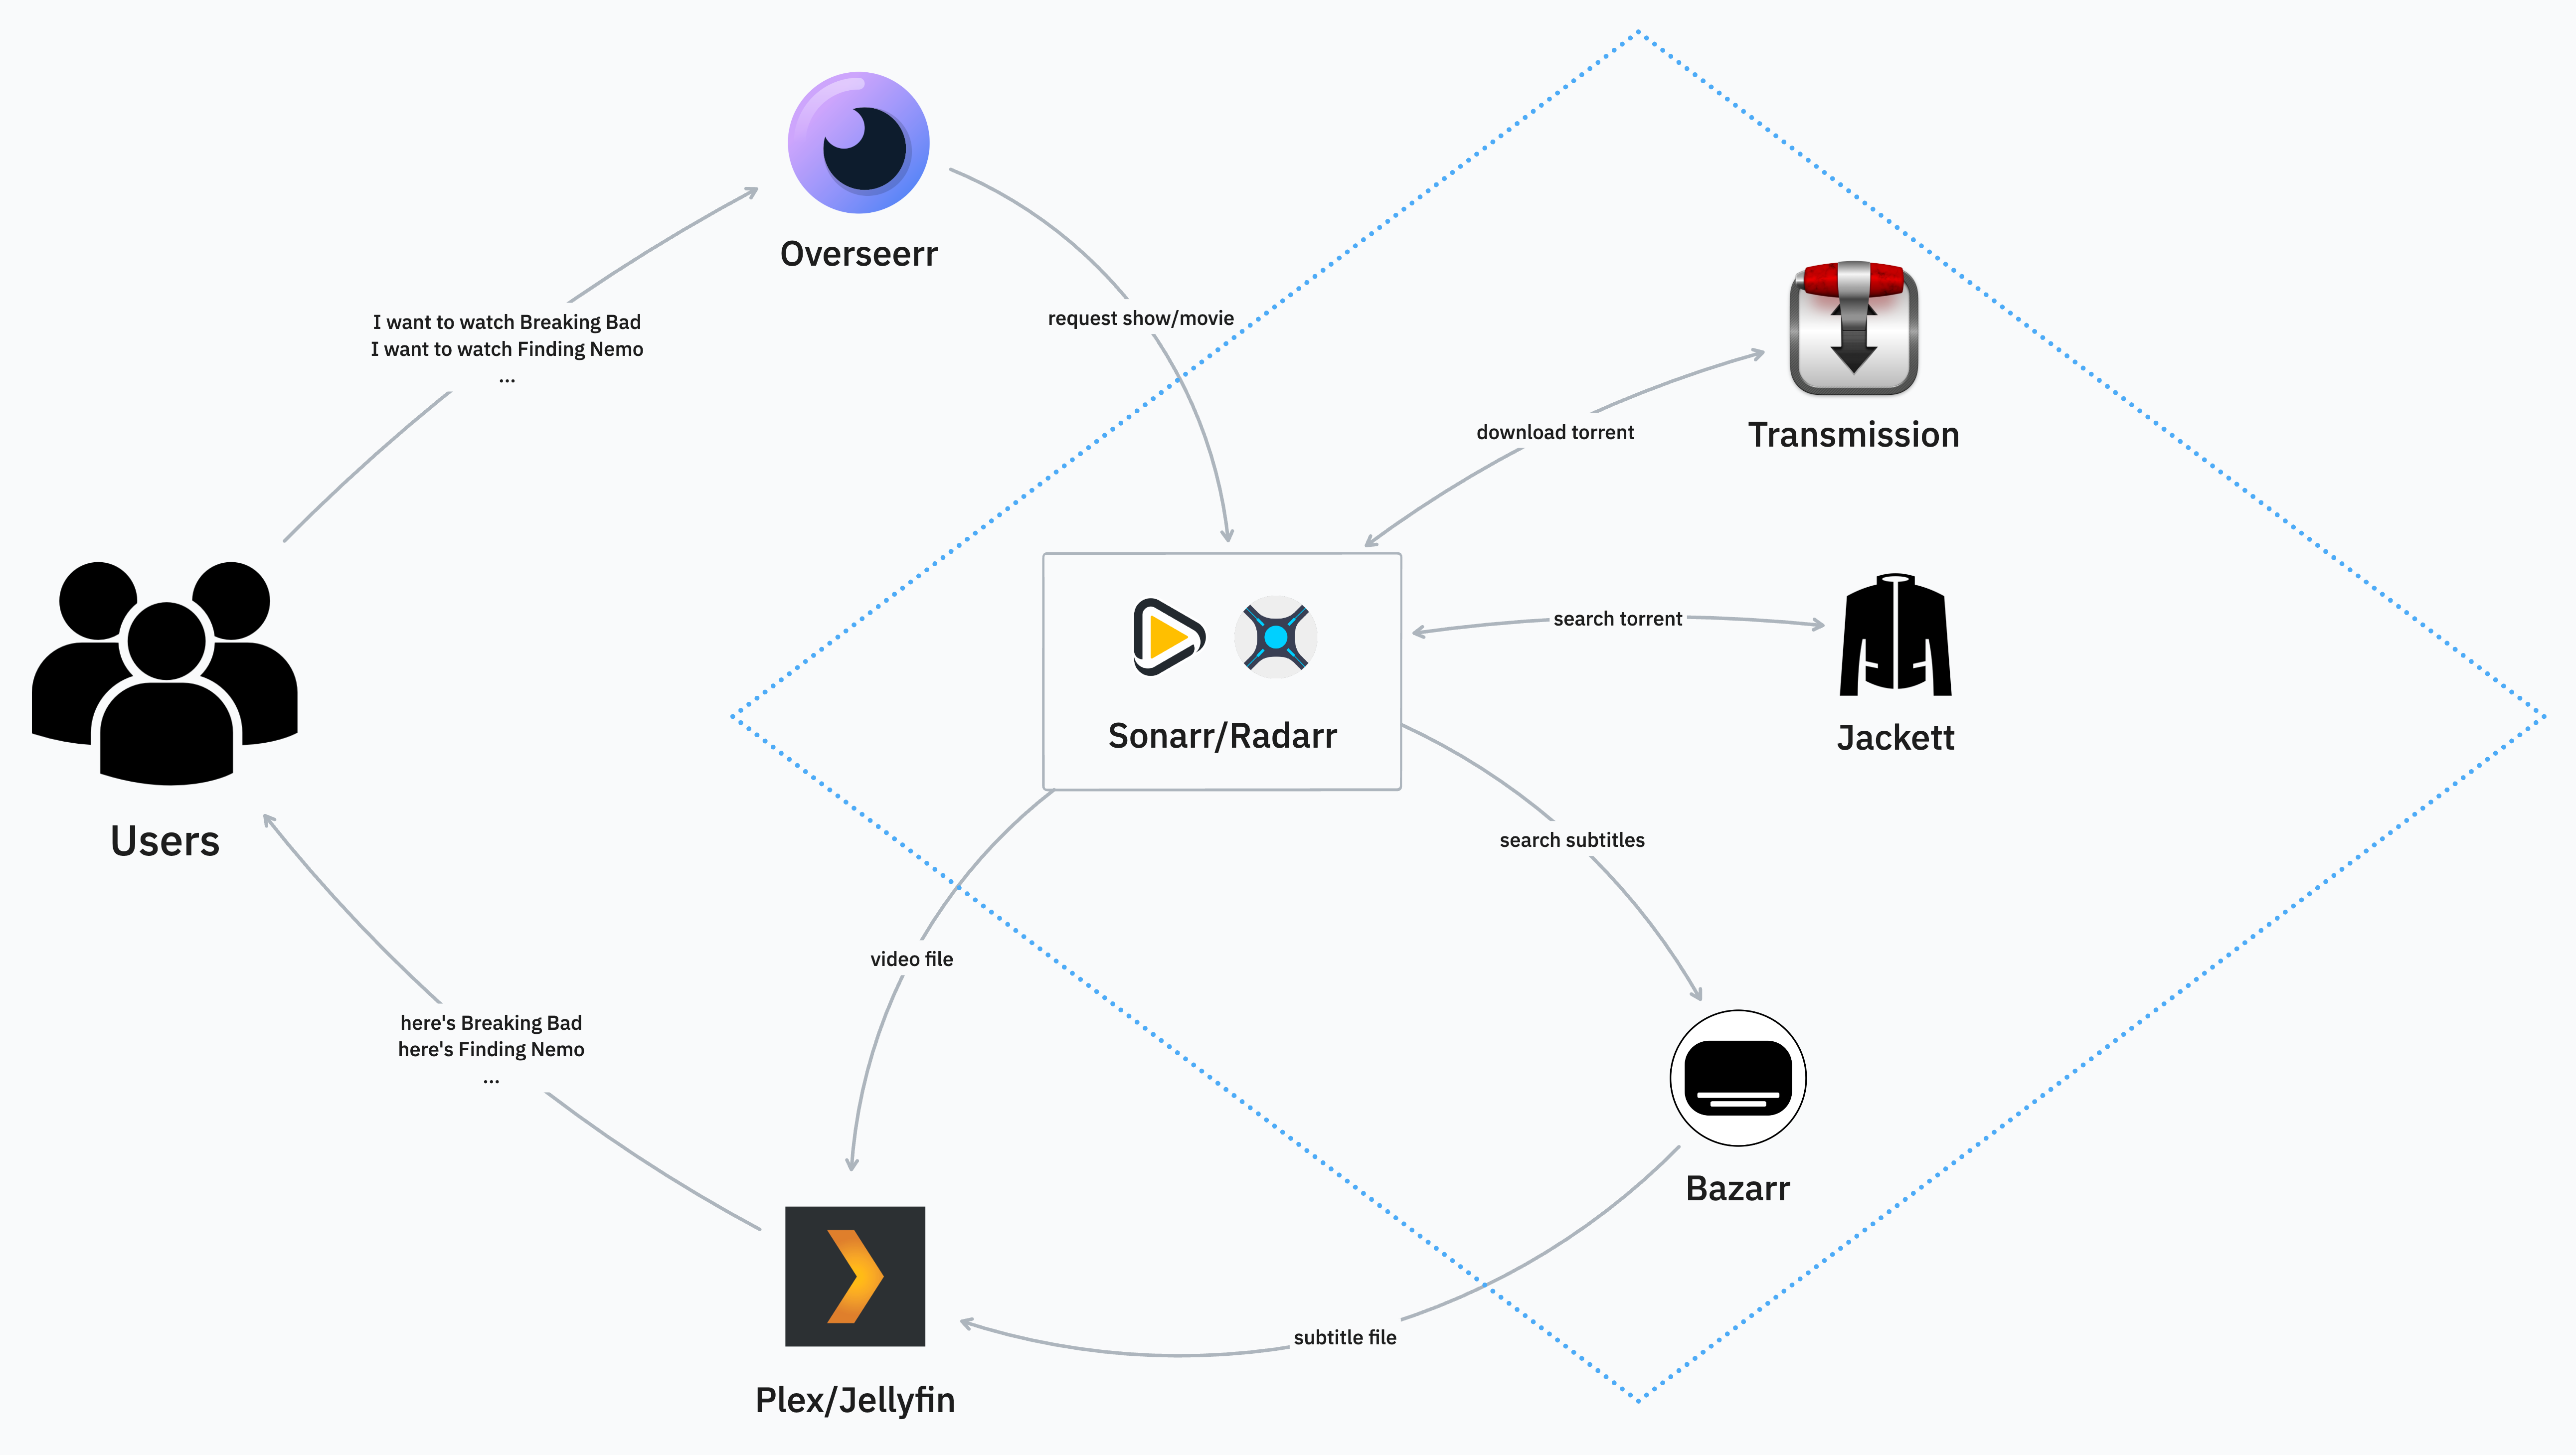 Overseerr
I want to watch Breaking Bad
I want to watch Finding Nemo
...
request show/movie
Transmission
download torrent
search torrent
Jackett
Sonarr/Radarr
Users
search subtitles
video file
here's Breaking Bad
here's Finding Nemo
...
Bazarr
subtitle file
Plex/Jellyfin